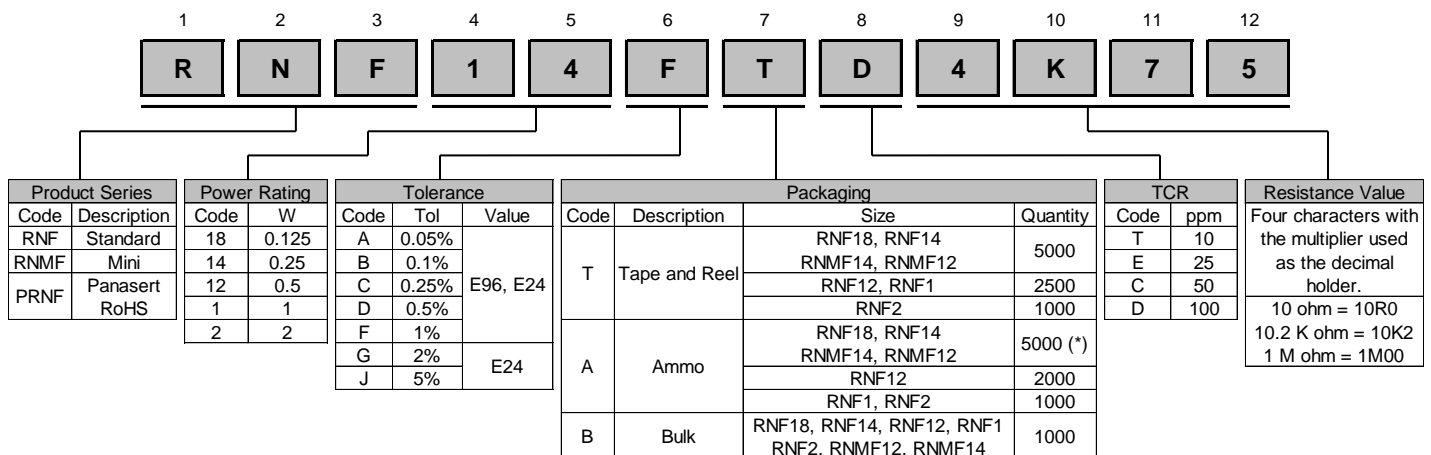 1 2 3 4 5 6 7 8 9 10 11 12
R N F 1 4 F T D 4 K 7 5
Product Series
Code Description
RNF Standard
RNMF Mini
PRNF Panasert RoHS
Power Rating
Code W
18 0.125
14 0.25
12 0.5
1 1
2 2
Tolerance
Code Tol Value
A 0.05%
B 0.1%
C 0.25%
D 0.5%
F 1%
E96, E24
G 2%
J 5%
E24
Packaging
Code Description Size Quantity
T Tape and Reel
RNF18, RNF14
RNMF14, RNMF12
5000
RNF12, RNF1 2500
RNF2 1000
A Ammo
RNF18, RNF14
RNMF14, RNMF12
5000 (*)
RNF12 2000
RNF1, RNF2 1000
B Bulk
RNF18, RNF14, RNF12, RNF1
RNF2, RNMF12, RNMF14
1000
TCR
Code ppm
T 10
E 25
C 50
D 100
Resistance Value
Four characters with
the multiplier used
as the decimal
holder.
10 ohm = 10R0
10.2 K ohm = 10K2
1 M ohm = 1M00